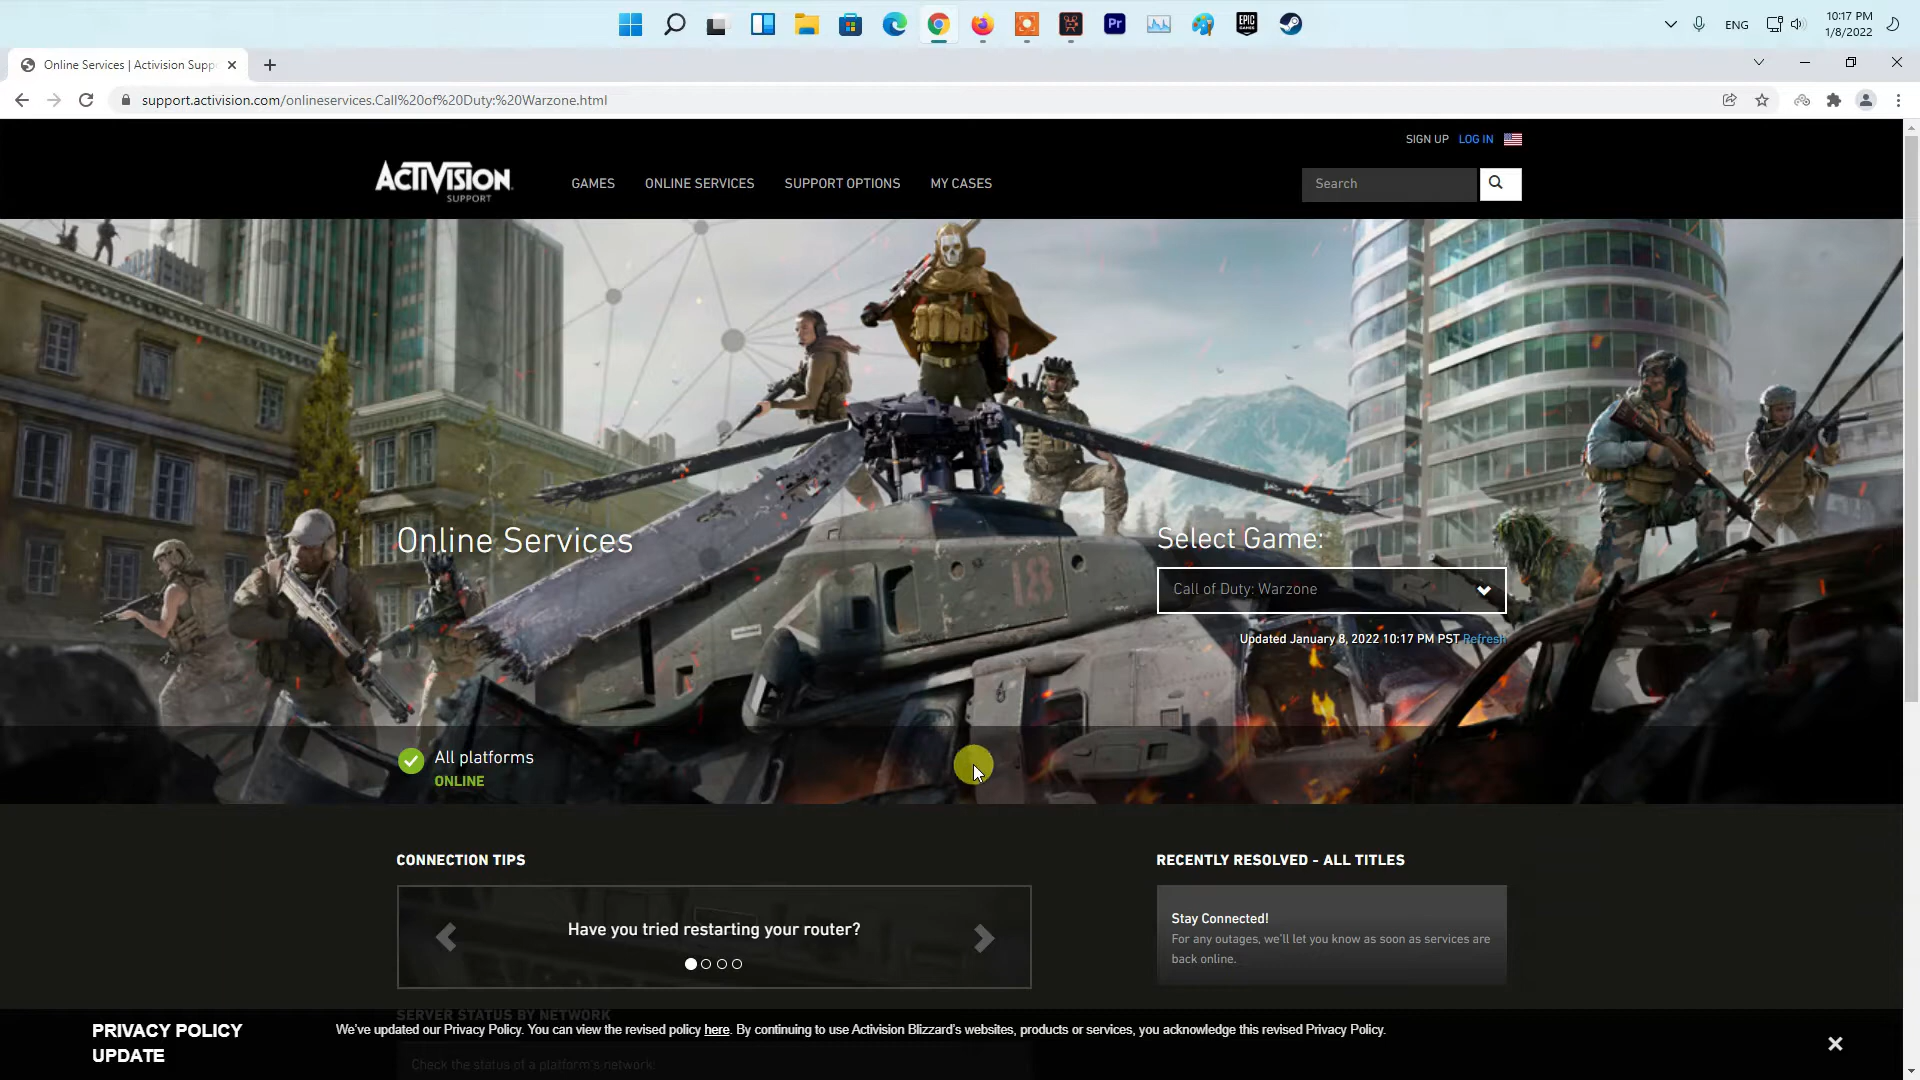 Pr
EPIC
GAMES
ENG
10:17 PM
1/8/2022
Online Services | Activision Supp
support.activision.com/onlineservices.Call%20of%20Duty:%20Warzone.html
SIGN UP LOG IN
ACTIVISION
SUPPORT
GAMES ONLINE SERVICES SUPPORT OPTIONS MY CASES
Search
18
Online Services
Select Game:
Call of Duty: Warzone
Updated January 8, 2022 10:17 PM PST Refresh
All platforms
ONLINE
CONNECTION TIPS
Have you tried restarting your router?
RECENTLY RESOLVED - ALL TITLES
Stay Connected!
For any outages, we'll let you know as soon as services are
back online.
SERVER STATUS BY NETWORK
Check the status of a platform's network:
PRIVACY POLICY
UPDATE
We've updated our Privacy Policy. You can view the revised policy here. By continuing to use Activision Blizzard's websites, products or services, you acknowledge this revised Privacy Policy.